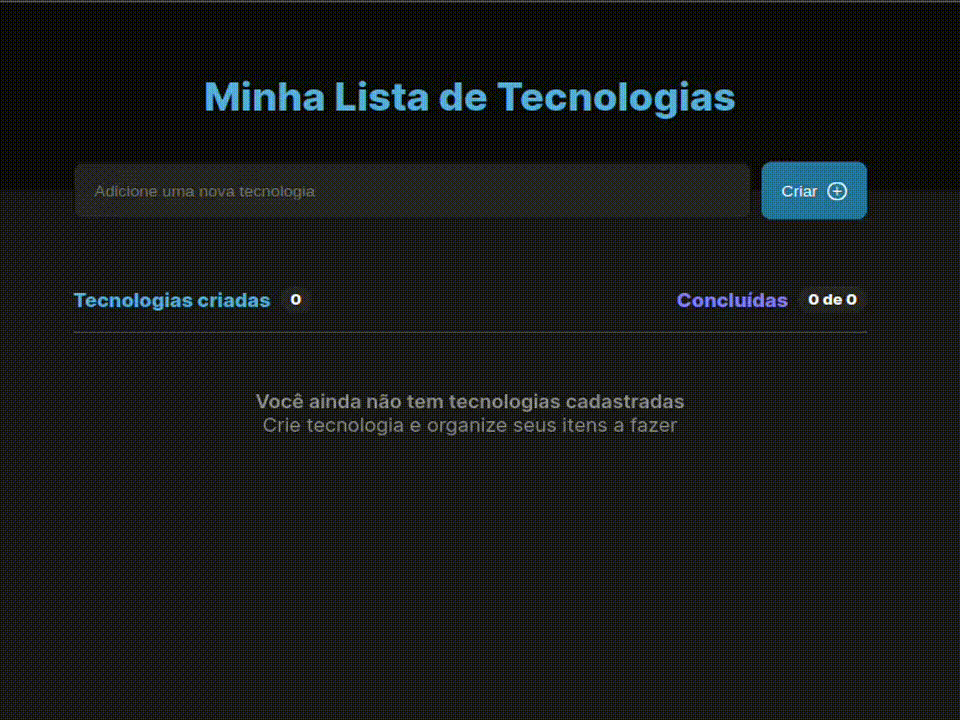 Minha Lista de Tecnologias
Adicione uma nova tecnologia
Criar
Tecnologias criadas 0
Concluídas 0 de 0
Você ainda não tem tecnologias cadastradas
Crie tecnologia e organize seus itens a fazer